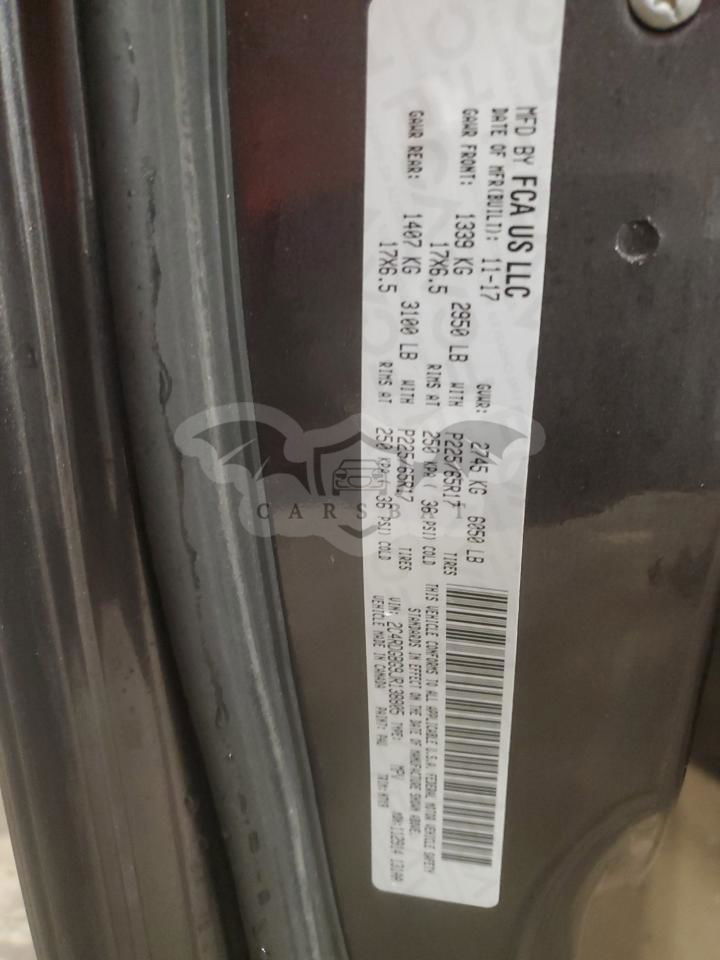 MFD BY FCA US LLC
DATE OF MFR(BUILT): 11-17 GVWR: 2745 KG 6050 LB
GAWR FRONT: 1339 KG 2950 LB WITH P225/65R17 TIRES
17X6.5 RIMS AT 250 KPA ( 36 PSI) COLD
GAWR REAR: 1407 KG 3100 LB WITH P225/65R17 TIRES
17X6.5 RIMS AT 250 KPA ( 36 PSI) COLD
THIS VEHICLE CONFORMS TO ALL APPLICABLE U.S.A. FEDERAL MOTOR VEHICLE SAFETY
STANDARDS IN EFFECT ON THE DATE OF MANUFACTURE SHOWN ABOVE.
VIN: TYPE: MPV
VEHICLE MADE IN CANADA PAINT: PAU TRIM: